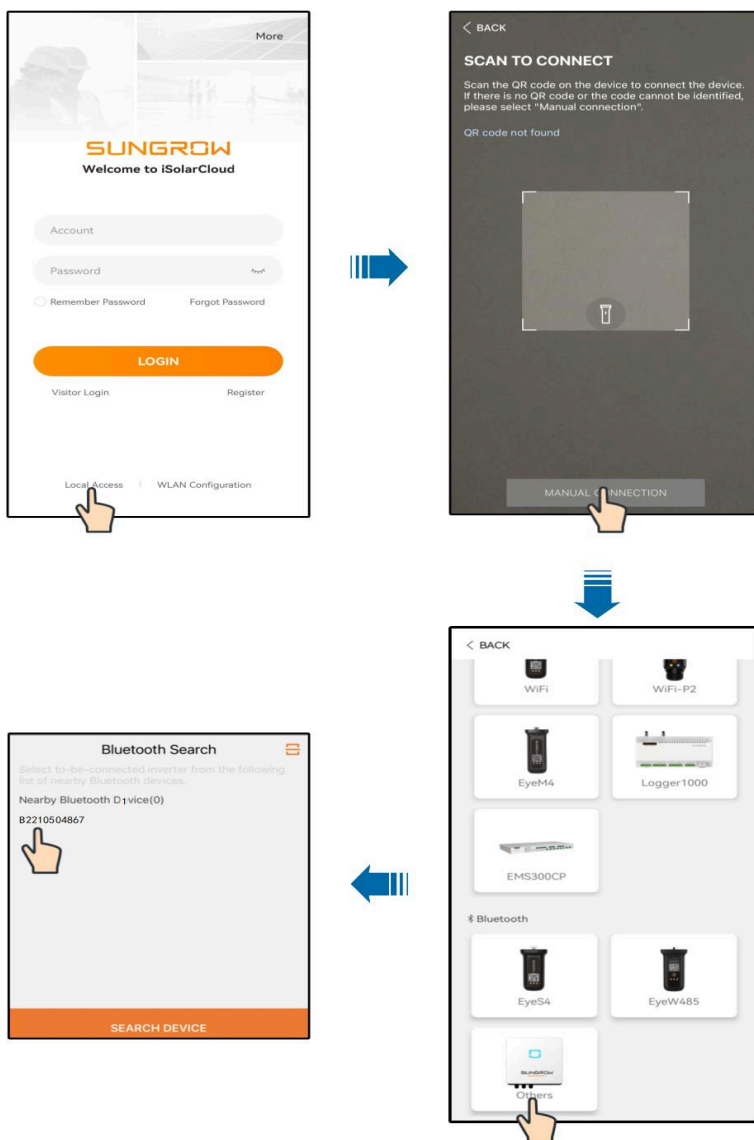 More
SUNGROW
Welcome to iSolarCloud
Account
Password
Remember Password Forgot Password
LOGIN
Visitor Login Register
Local Access | WLAN Configuration
< BACK
SCAN TO CONNECT
Scan the QR code on the device to connect the device.
If there is no QR code or the code cannot be identified,
please select "Manual connection".
QR code not found
MANUAL CONNECTION
< BACK
WiFi WiFi-P2
EyeM4 Logger1000
EMS300CP
Bluetooth
EyeS4 EyeW485
SUNGROW
Others
Bluetooth Search
Select to-be-connected inverter from the following
list of nearby Bluetooth devices.
Nearby Bluetooth D1vice(0)
B2210504867
SEARCH DEVICE